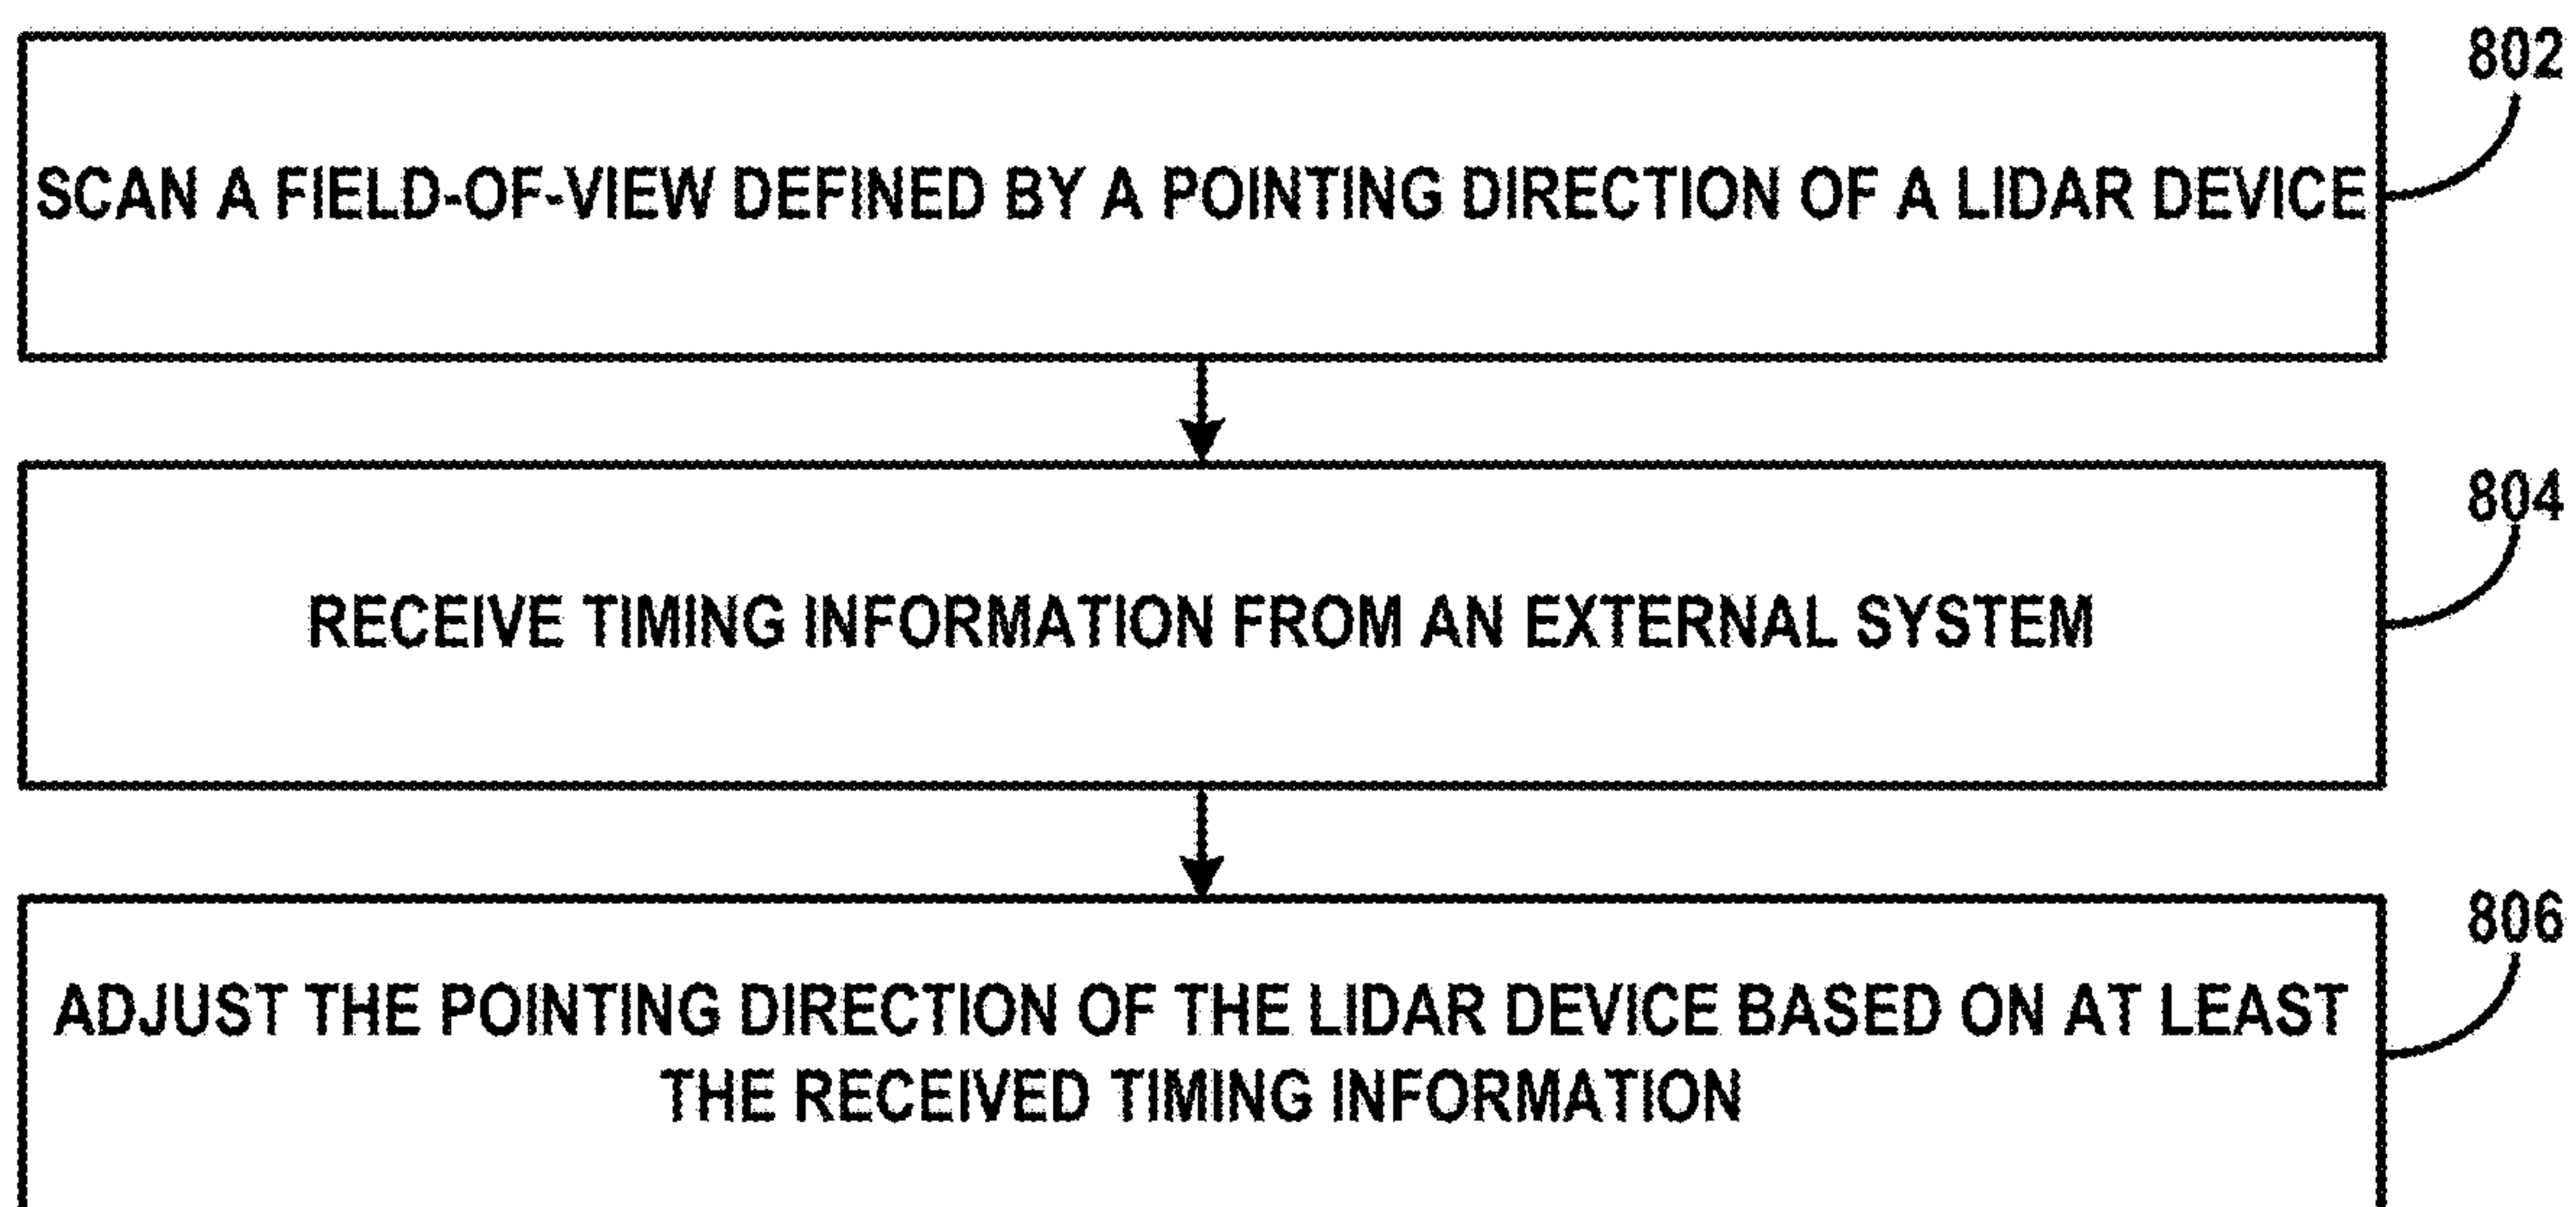 802
SCAN A FIELD-OF-VIEW DEFINED BY A POINTING DIRECTION OF A LIDAR DEVICE
804
RECEIVE TIMING INFORMATION FROM AN EXTERNAL SYSTEM
806
ADJUST THE POINTING DIRECTION OF THE LIDAR DEVICE BASED ON AT LEAST
THE RECEIVED TIMING INFORMATION